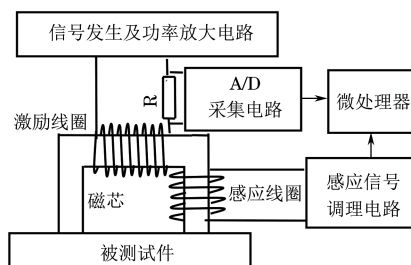 信号发生及功率放大电路
R
A/D
采集电路
微处理器
激励线圈
磁芯
感应线圈
感应信号
调理电路
被测试件